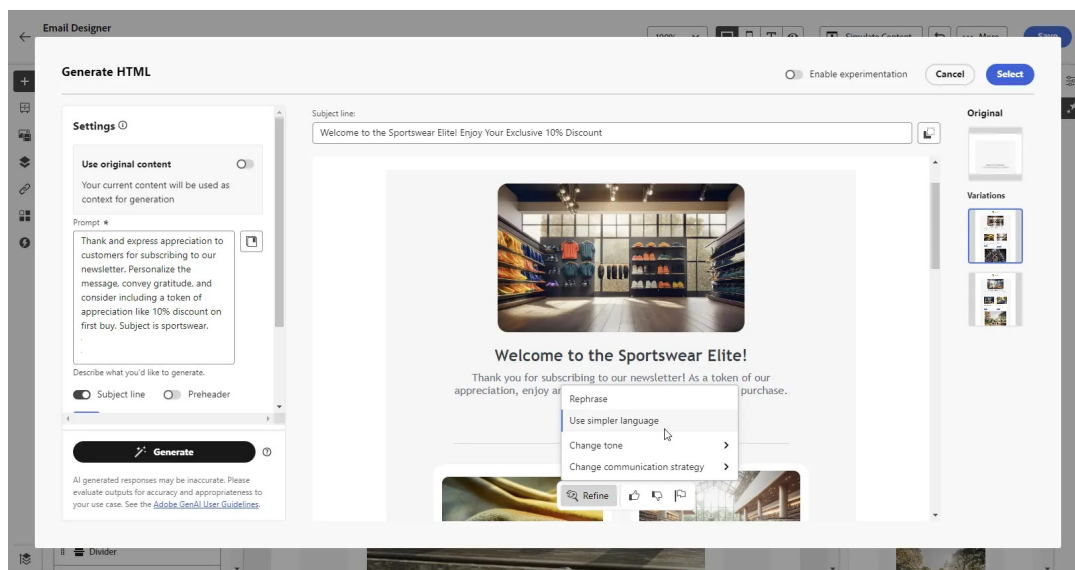 Email Designer
100%
Simulate Content
More
Save
Generate HTML
Enable experimentation
Cancel
Select
Settings
Use original content
Your current content will be used as
context for generation
Prompt *
Thank and express appreciation to
customers for subscribing to our
newsletter. Personalize the
message, convey gratitude, and
consider including a token of
appreciation like 10% discount on
first buy. Subject is sportswear.
Describe what you'd like to generate.
Subject line
Preheader
Generate
AI generated responses may be inaccurate. Please
evaluate outputs for accuracy and appropriateness to
your use case. See the Adobe GenAI User Guidelines.
Subject line:
Welcome to the Sportswear Elite! Enjoy Your Exclusive 10% Discount
Welcome to the Sportswear Elite!
Thank you for subscribing to our newsletter! As a token of our
appreciation, enjoy
purchase.
Rephrase
Use simpler language
Change tone
Change communication strategy
Refine
Original
Variations
Divider